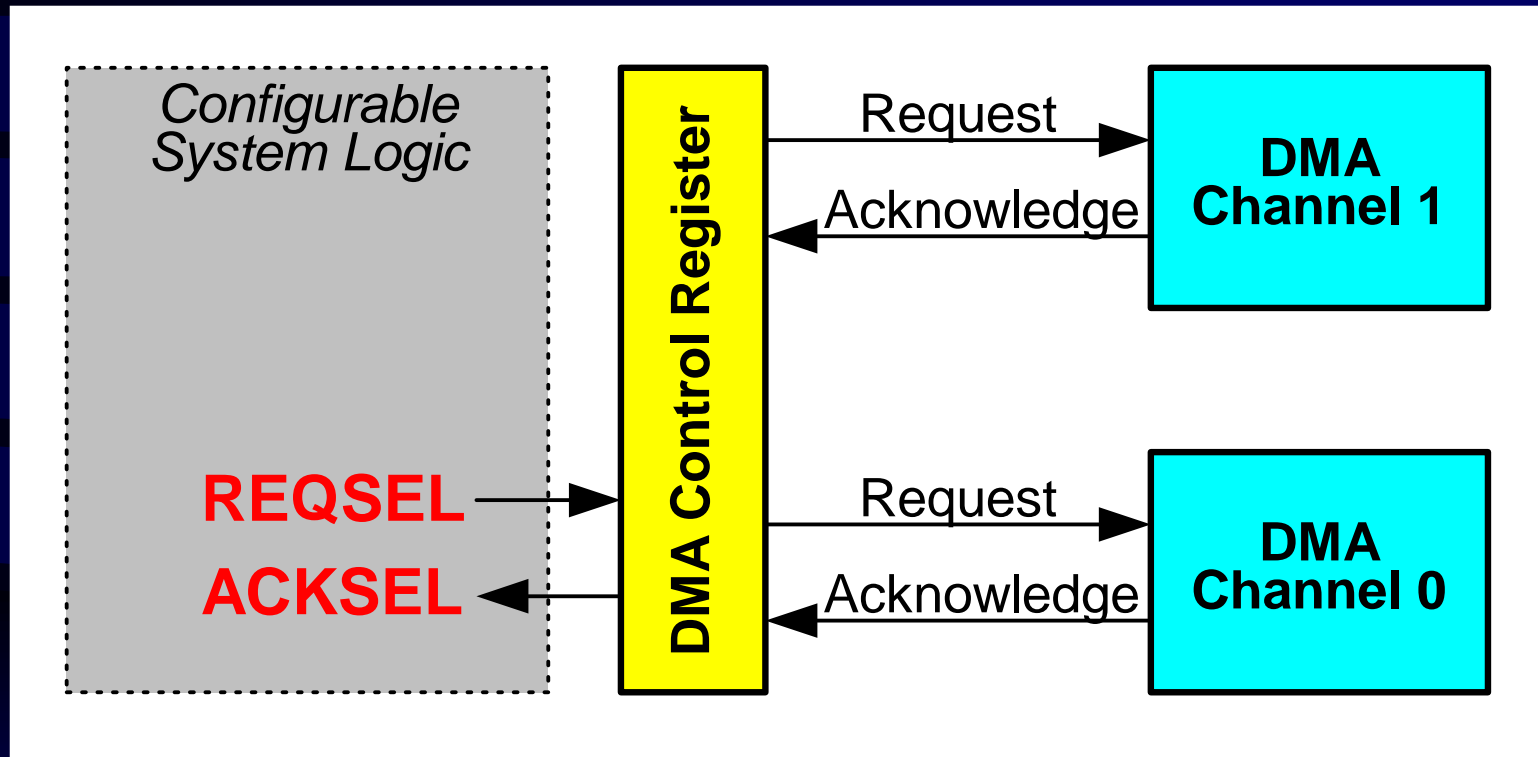 Configurable
System Logic
REQSEL
ACKSEL
DMA Control Register
Request
Acknowledge
DMA
Channel 1
Request
Acknowledge
DMA
Channel 0